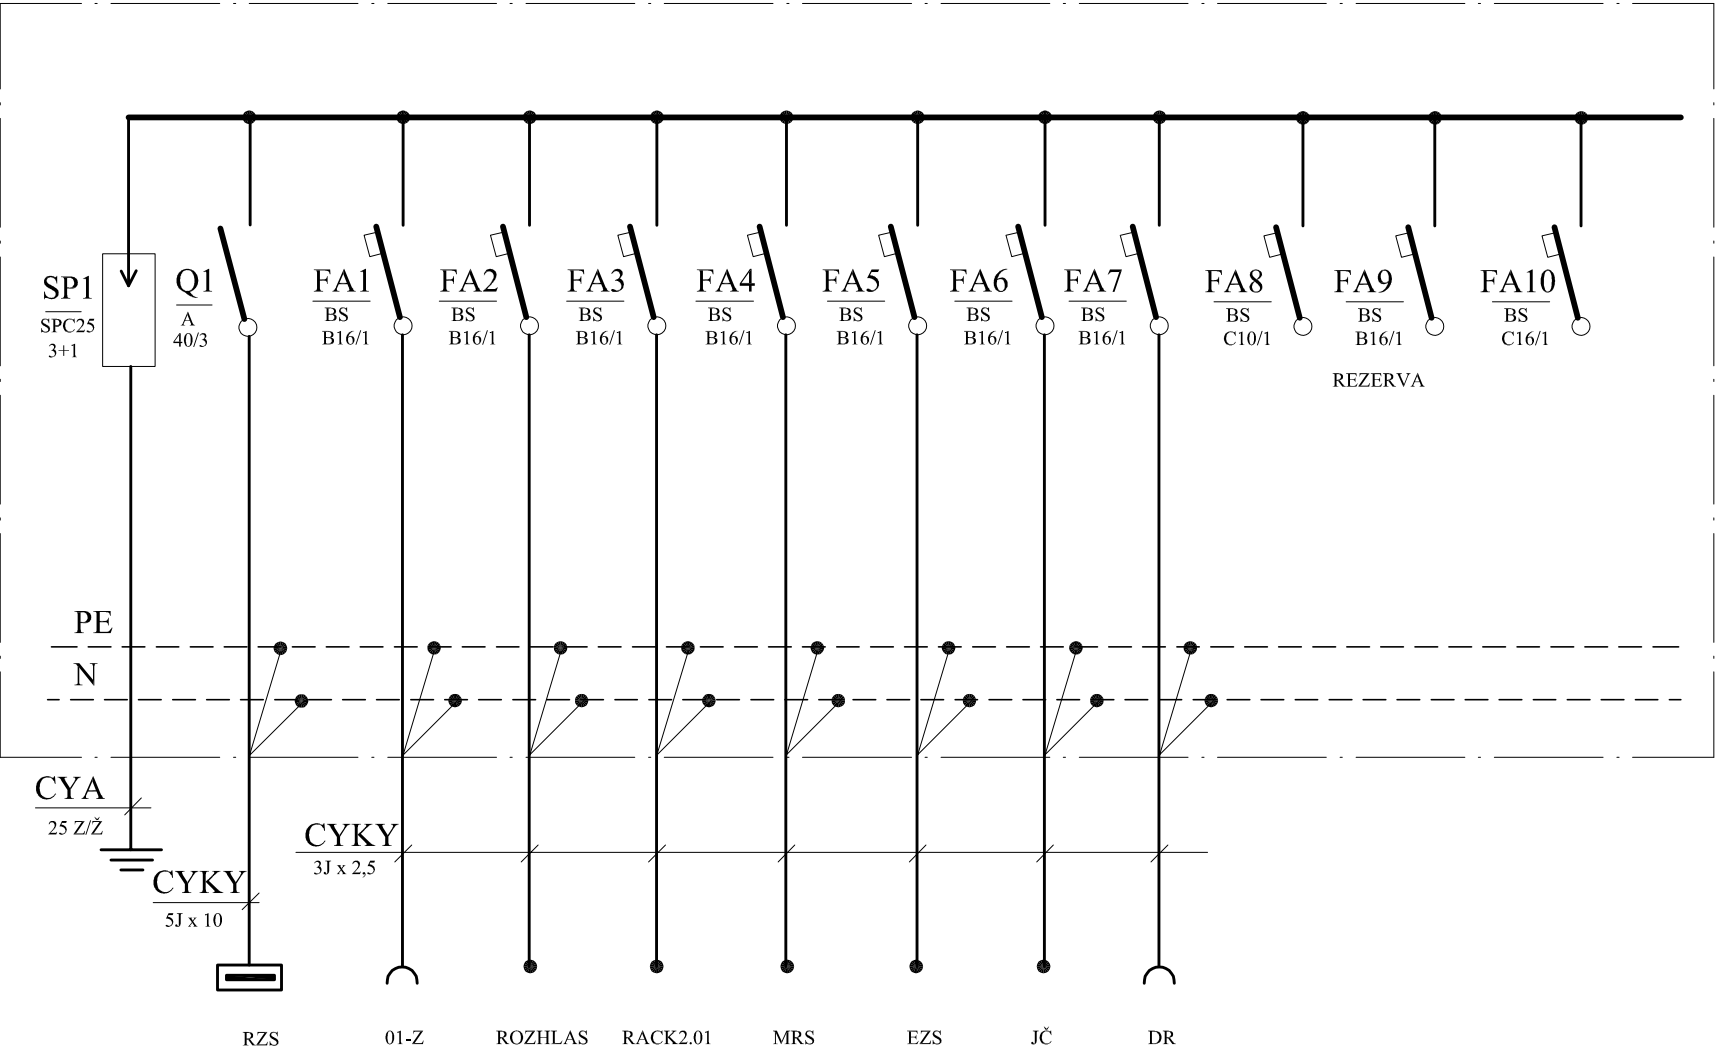 SP1
SPC25
3+1
Q1
A
40/3
FA1
BS
B16/1
FA2
BS
B16/1
FA3
BS
B16/1
FA4
BS
B16/1
FA5
BS
B16/1
FA6
BS
B16/1
FA7
BS
B16/1
FA8
BS
C10/1
FA9
BS
B16/1
FA10
BS
C16/1
REZERVA
PE
N
CYA
25 Z/Ž
CYKY
3J x 2,5
CYKY
5J x 10
RZS
01-Z
ROZHLAS
RACK2.01
MRS
EZS
JČ
DR